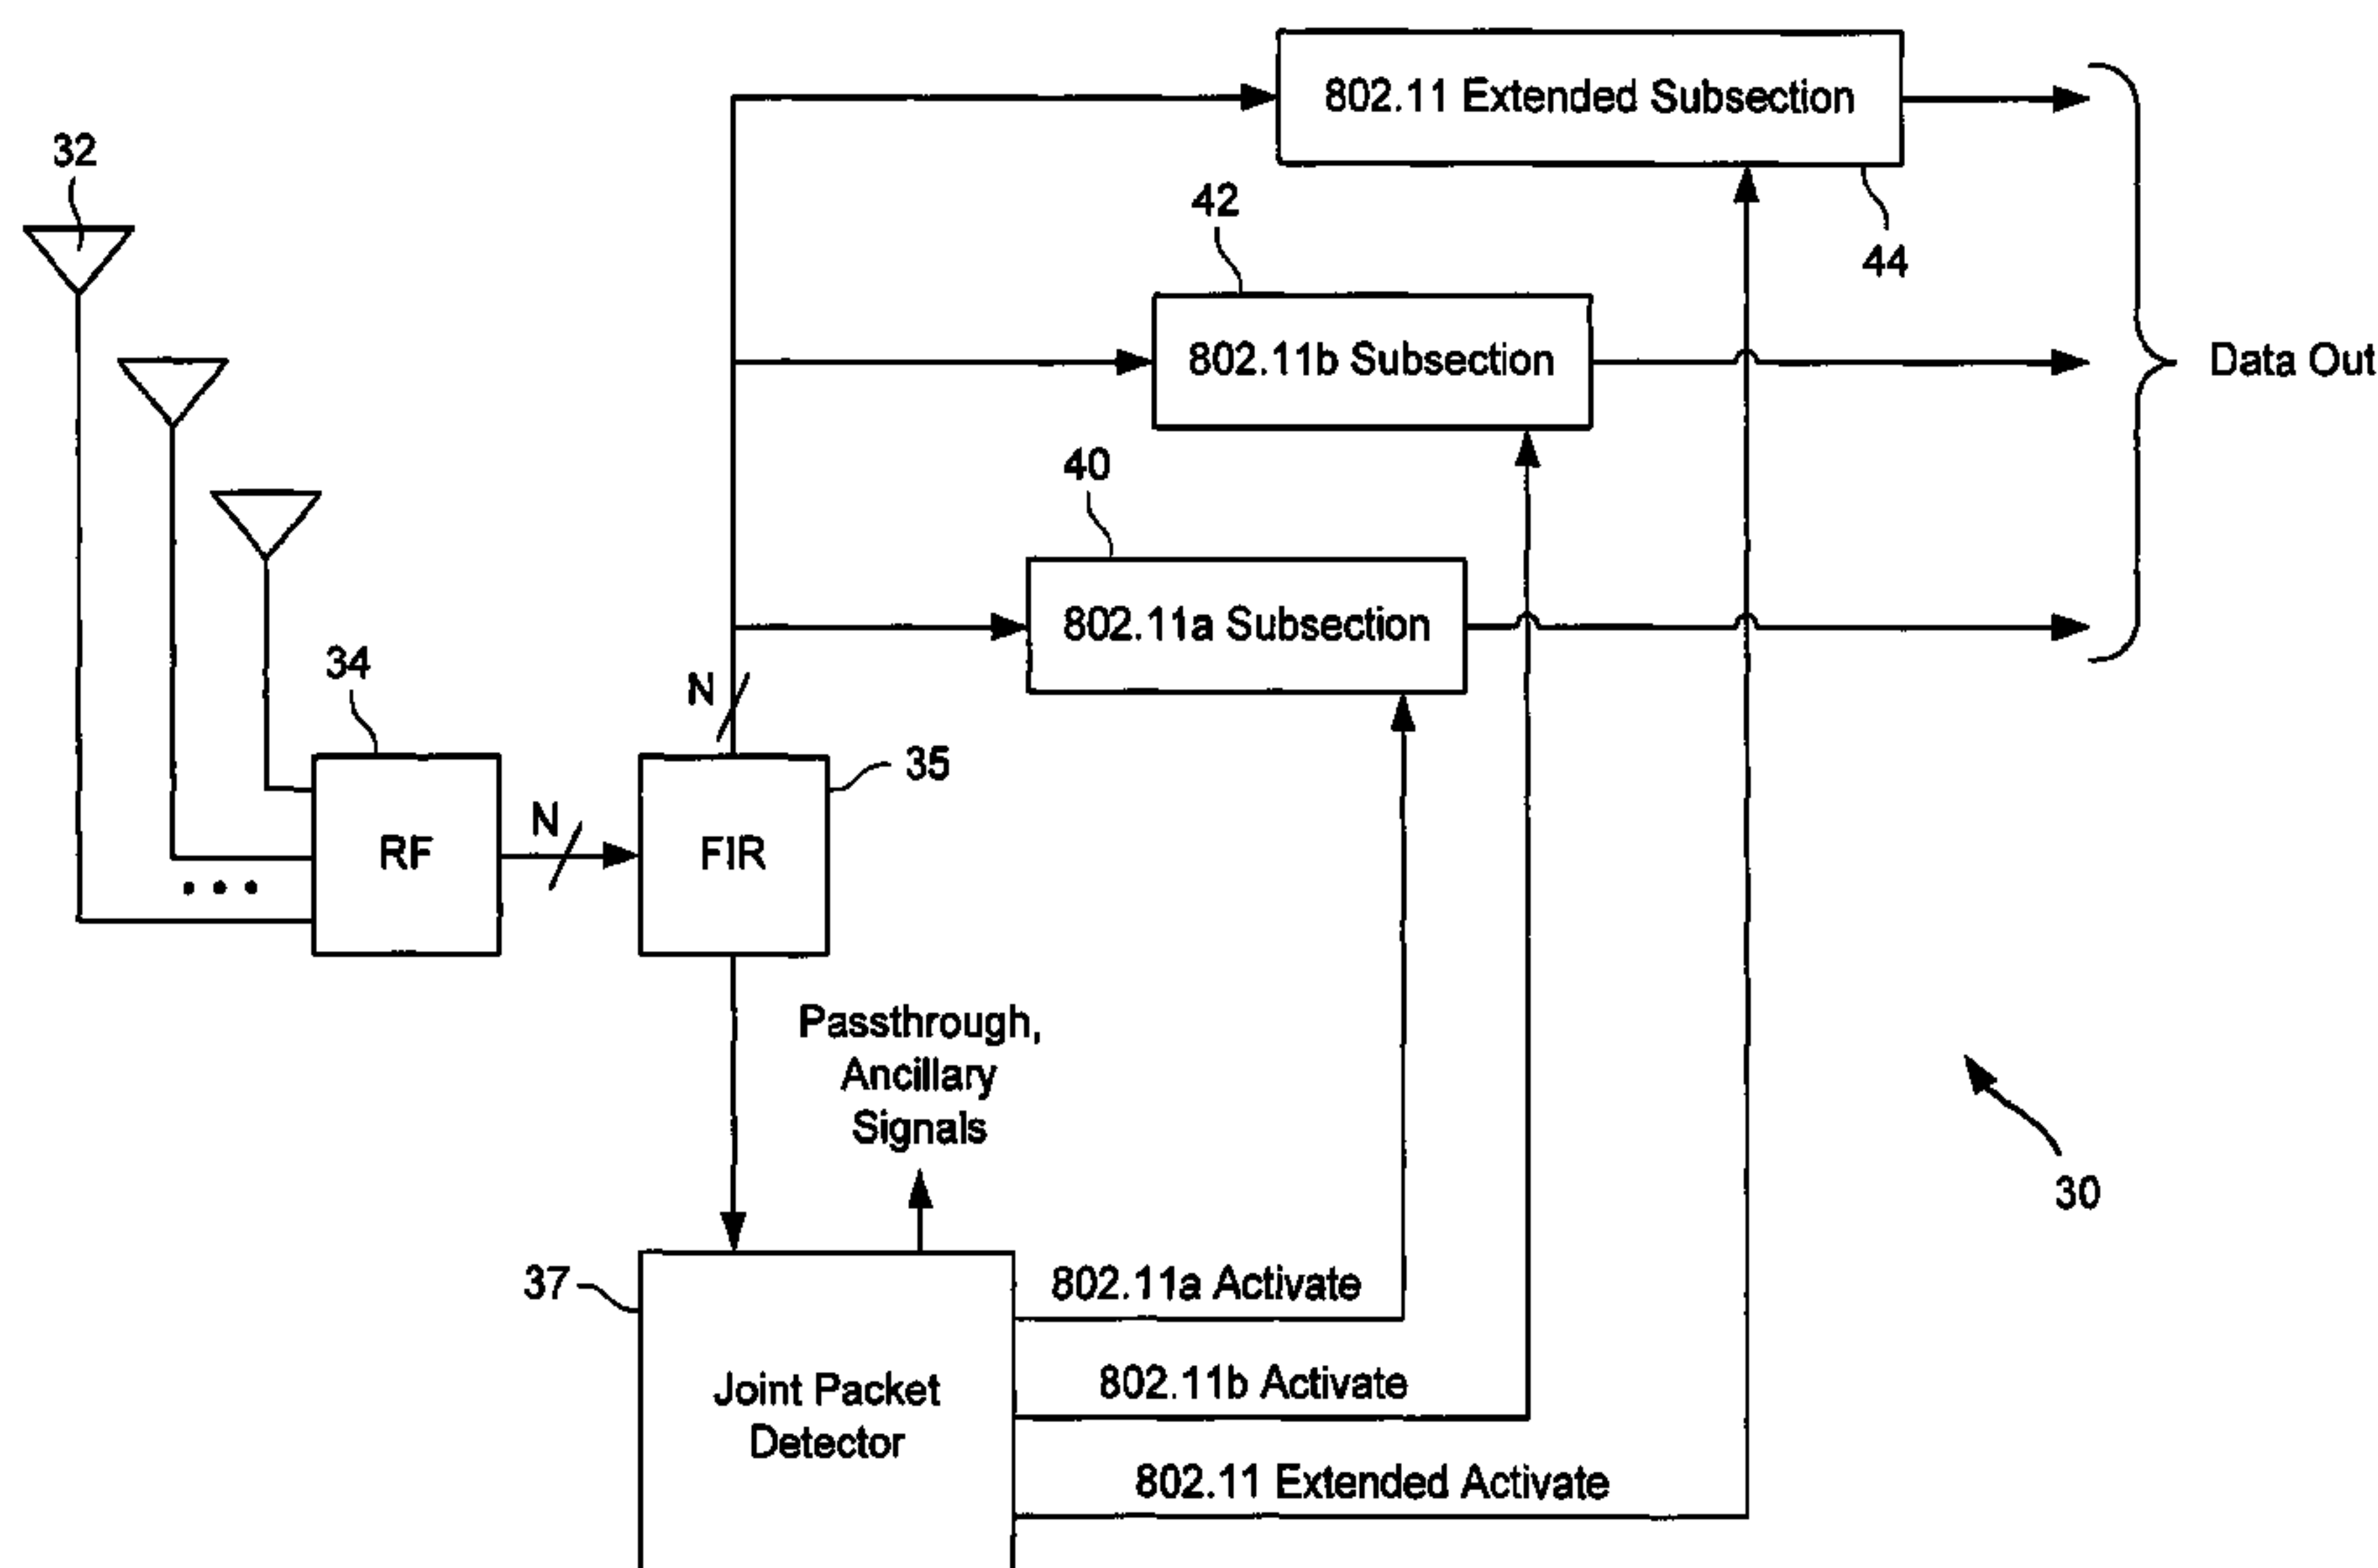 802.11 Extended Subsection
32
42
44
802.11b Subsection
Data Out
40
802.11a Subsection
34
N
35
N
RF
FIR
Passthrough,
Ancillary
Signals
30
37
802.11a Activate
Joint Packet
Detector
802.11b Activate
802.11 Extended Activate